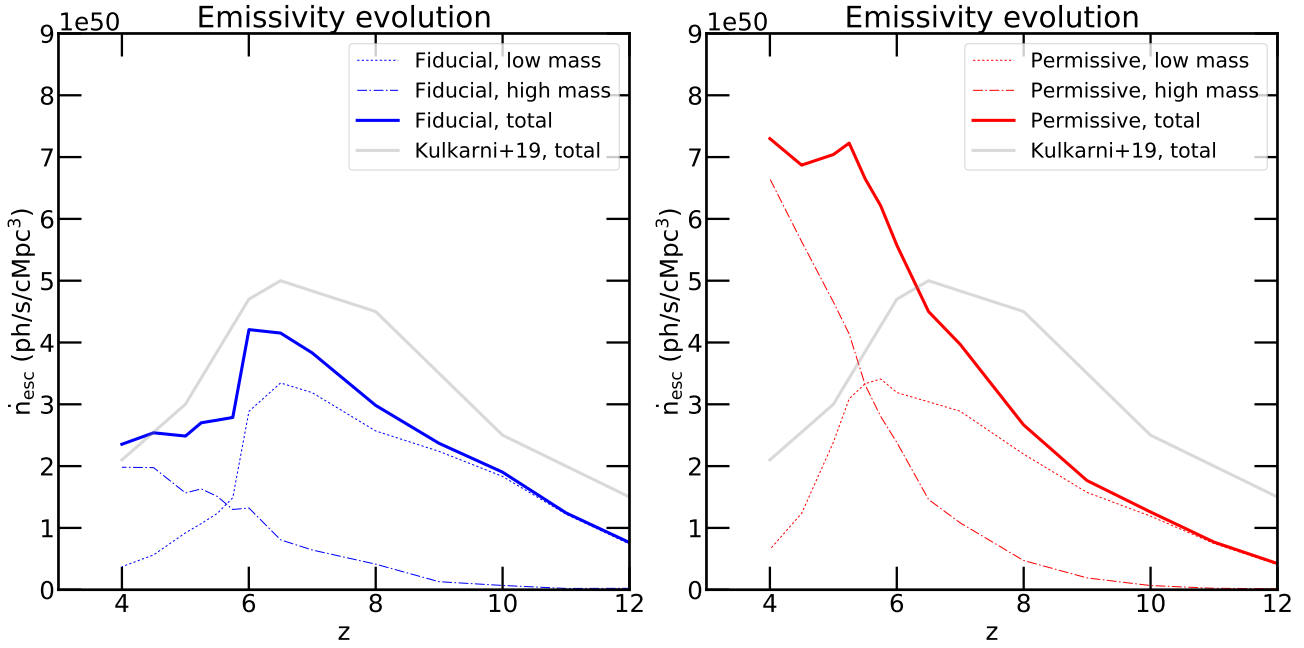 Emissivity evolution
1e50
9
8
7
6
5
4
3
2
1
0
ṅesc (ph/s/cMpc³)
Fiducial, low mass
Fiducial, high mass
Fiducial, total
Kulkarni+19, total
4 6 8 10 12
z
Emissivity evolution
1e50
9
8
7
6
5
4
3
2
1
0
ṅesc (ph/s/cMpc³)
Permissive, low mass
Permissive, high mass
Permissive, total
Kulkarni+19, total
4 6 8 10 12
z